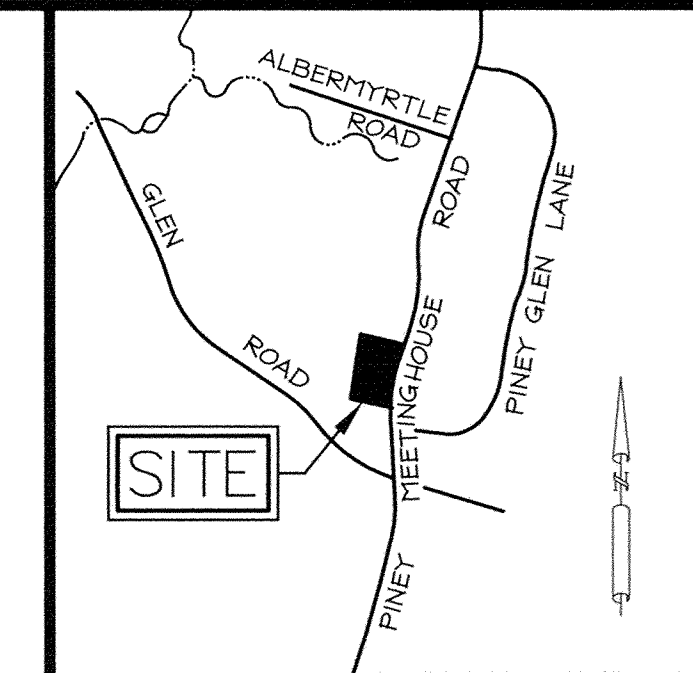 ALBERMYRTLE
ROAD
GLEN
ROAD
PINEY MEETINGHOUSE ROAD
PINEY GLEN LANE
SITE
N